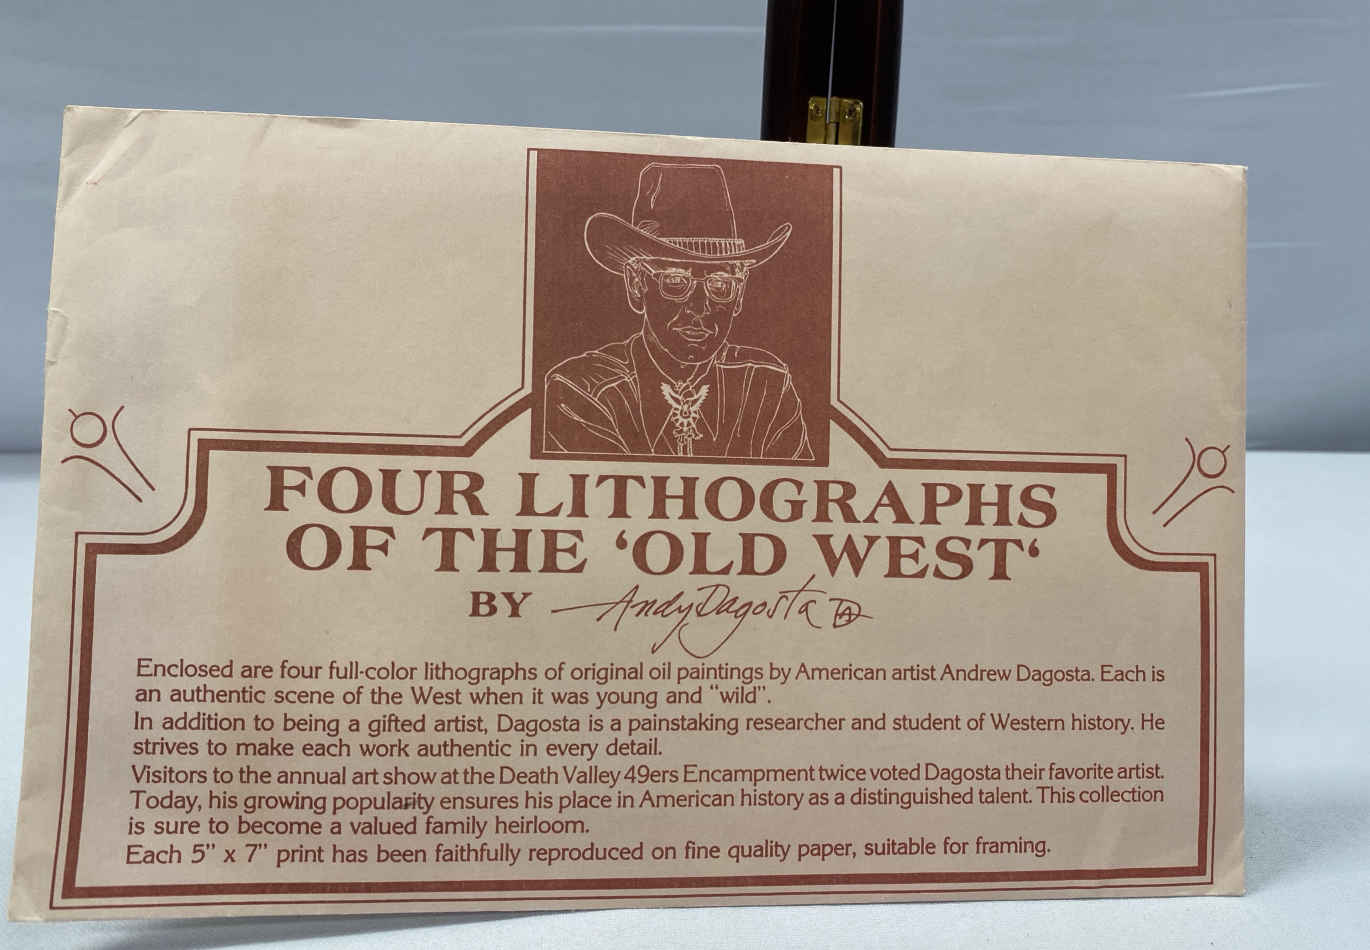 FOUR LITHOGRAPHS
OF THE ‘OLD WEST‘
BY Andy Dagosta DA
Enclosed are four full-color lithographs of original oil paintings by American artist Andrew Dagosta. Each is
an authentic scene of the West when it was young and “wild”.
In addition to being a gifted artist, Dagosta is a painstaking researcher and student of Western history. He
strives to make each work authentic in every detail.
Visitors to the annual art show at the Death Valley 49ers Encampment twice voted Dagosta their favorite artist.
Today, his growing popularity ensures his place in American history as a distinguished talent. This collection
is sure to become a valued family heirloom.
Each 5” x 7” print has been faithfully reproduced on fine quality paper, suitable for framing.